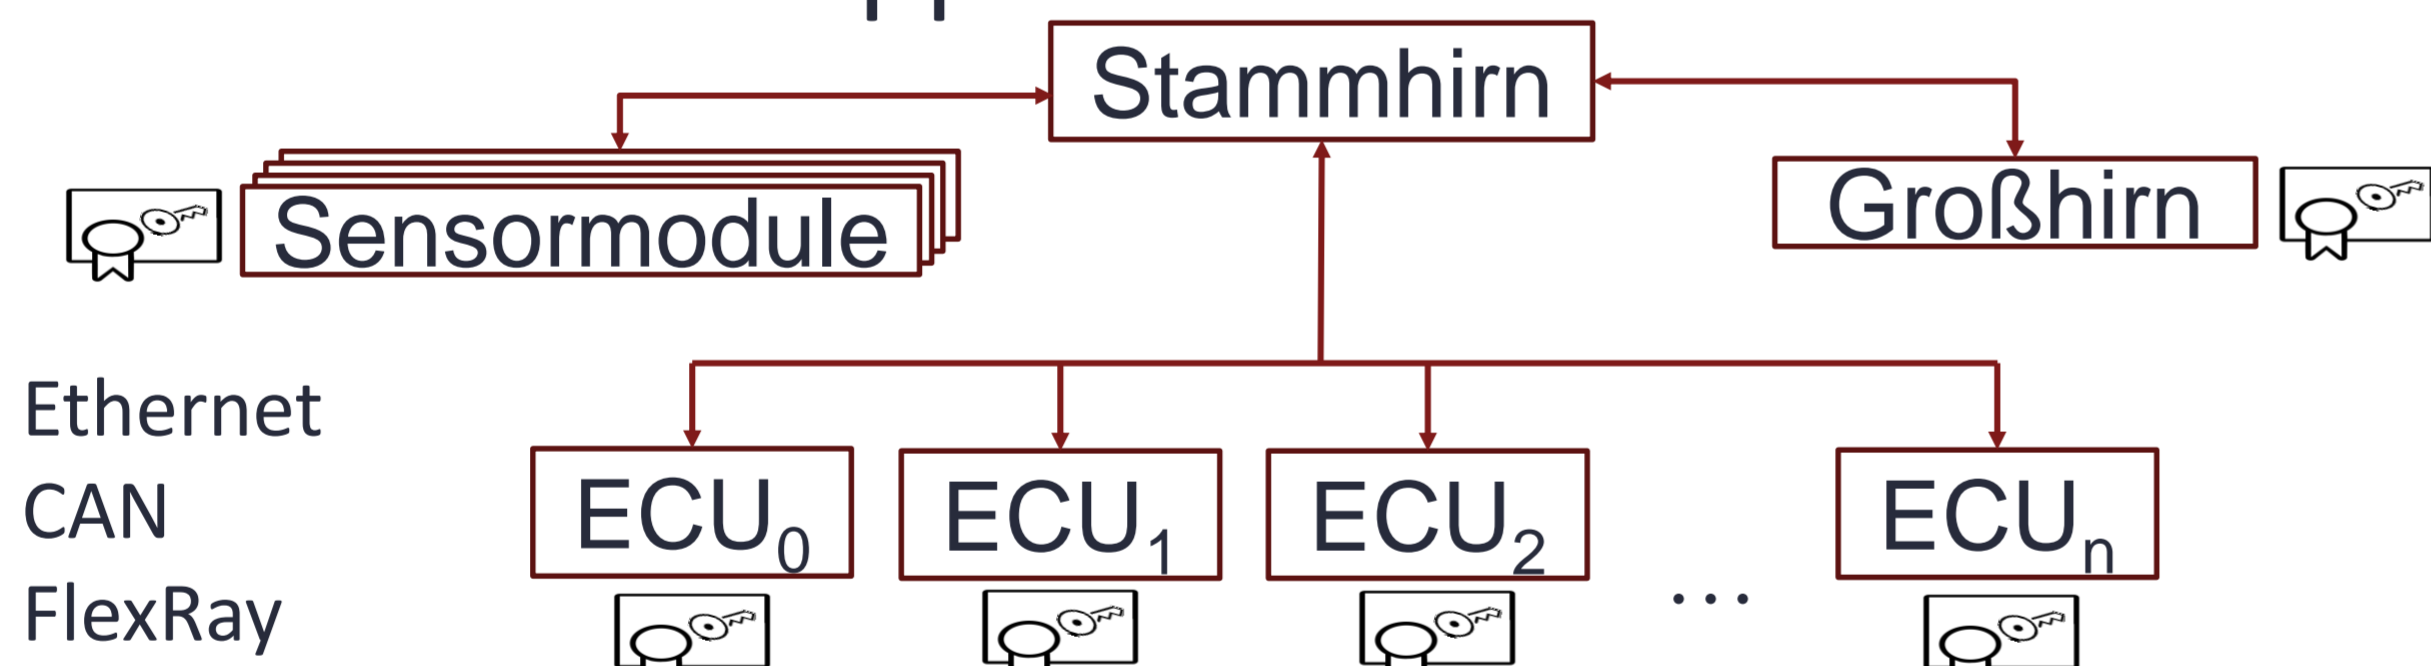 Stammhirn
Sensormodule
Großhirn
Ethernet
CAN
FlexRay
ECU₀
ECU₁
ECU₂
...
ECUₙ